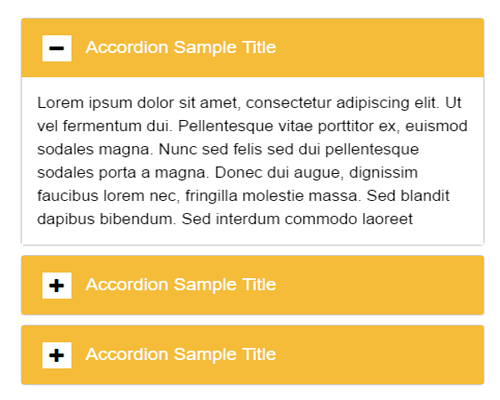 Accordion Sample Title
Lorem ipsum dolor sit amet, consectetur adipiscing elit. Ut
vel fermentum dui. Pellentesque vitae porttitor ex, euismod
sodales magna. Nunc sed felis sed dui pellentesque
sodales porta a magna. Donec dui augue, dignissim
faucibus lorem nec, fringilla molestie massa. Sed blandit
dapibus bibendum. Sed interdum commodo laoreet
Accordion Sample Title
Accordion Sample Title